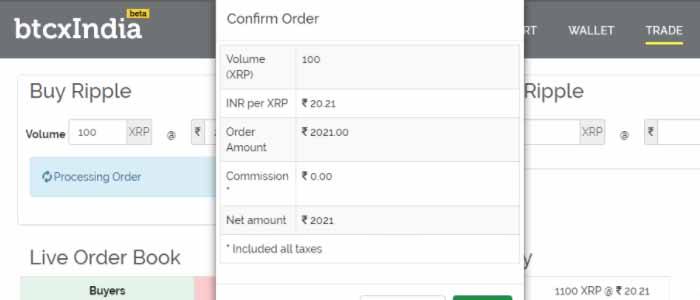 beta
btcxIndia
RT
WALLET
TRADE
Confirm Order
Volume
(XRP)
100
INR per XRP
₹ 20.21
Order
Amount
₹ 2021.00
Commission
*
₹ 0.00
Net amount
₹ 2021
* Included all taxes
Buy Ripple
Volume
100
XRP
@
₹
Processing Order
Live Order Book
Buyers
Ripple
XRP
@
₹
y
1100 XRP @ ₹ 20.21